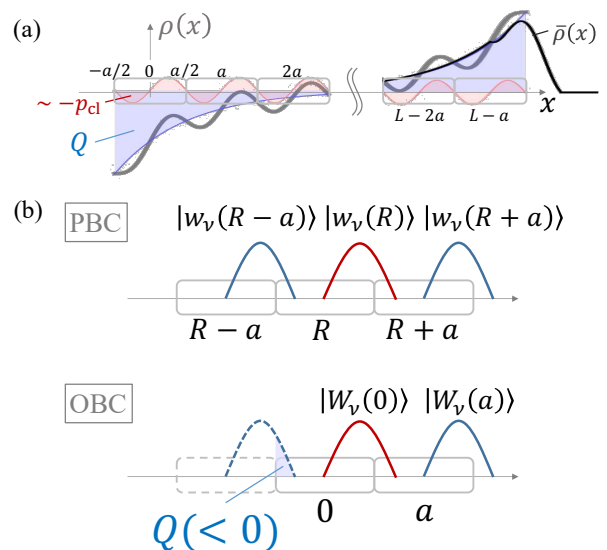 (a)
ρ(x)
ρ̄(x)
−a/2 0 a/2 a 2a
∼ −p_cl
Q
L − 2a L − a
x
(b)
PBC
|w_ν(R − a)⟩ |w_ν(R)⟩ |w_ν(R + a)⟩
R − a R R + a
OBC
|W_ν(0)⟩ |W_ν(a)⟩
0 a
Q(< 0)